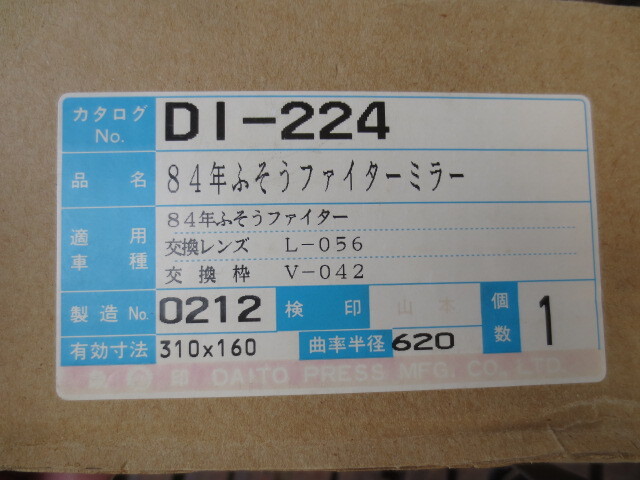 カタログ No. DI-224
品名 84年ふそうファイターミラー
適用車種 84年ふそうファイター
交換レンズ L-056
交換枠 V-042
製造No. 0212 検印 山本 個数 1
有効寸法 310x160 曲率半径 620
DAITO PRESS MFG. CO., LTD.